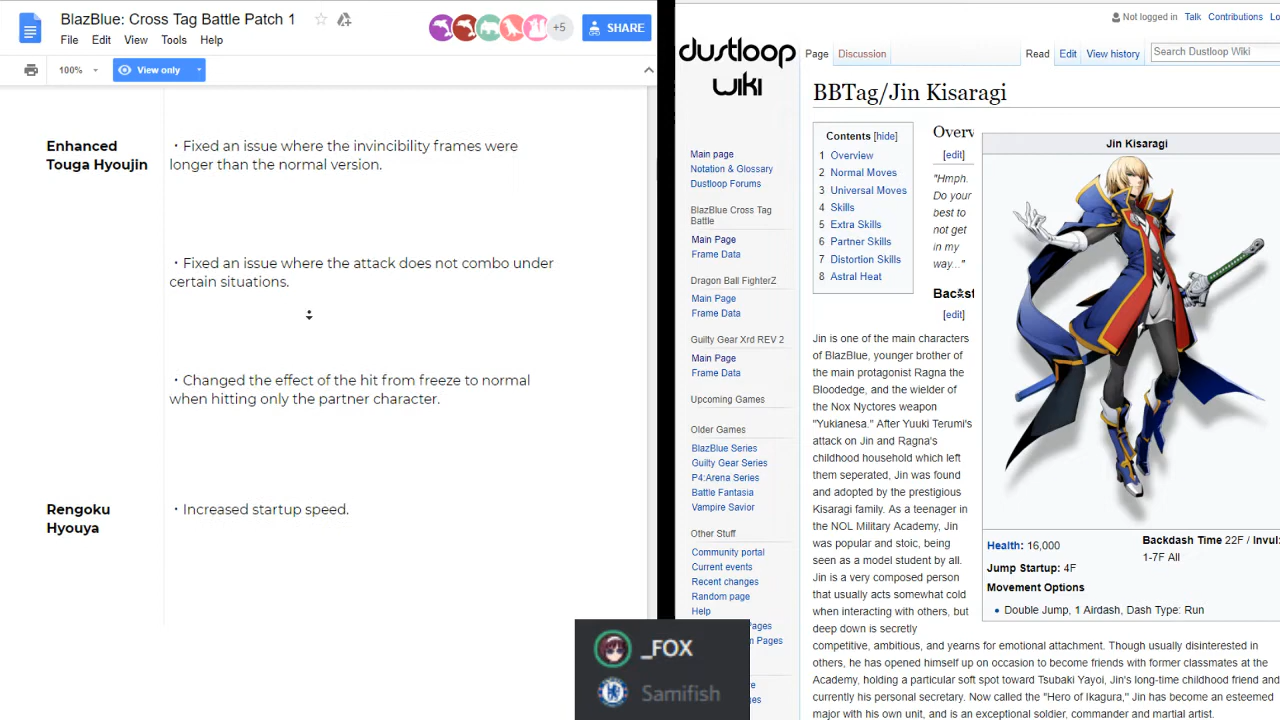 BlazBlue: Cross Tag Battle Patch 1
File Edit View Tools Help
+5
SHARE
100%
View only
Enhanced
Touga Hyoujin
・Fixed an issue where the invincibility frames were
longer than the normal version.
・Fixed an issue where the attack does not combo under
certain situations.
・Changed the effect of the hit from freeze to normal
when hitting only the partner character.
Rengoku
Hyouya
・Increased startup speed.
_FOX
Samifish
dustloop
wiki
Main page
Notation & Glossary
Dustloop Forums
BlazBlue Cross Tag
Battle
Main Page
Frame Data
Dragon Ball FighterZ
Main Page
Frame Data
Guilty Gear Xrd REV 2
Main Page
Frame Data
Upcoming Games
Older Games
BlazBlue Series
Guilty Gear Series
P4:Arena Series
Battle Fantasia
Vampire Savior
Other Stuff
Community portal
Current events
Recent changes
Random page
Help
Pages
Pages
Not logged in Talk Contributions
Page Discussion Read Edit View history Search Dustloop Wiki
BBTag/Jin Kisaragi
Contents [hide]
1 Overview
2 Normal Moves
3 Universal Moves
4 Skills
5 Extra Skills
6 Partner Skills
7 Distortion Skills
8 Astral Heat
Overv
[edit]
"Hmph.
Do your
best to
not get
in my
way..."
Backst
[edit]
Jin is one of the main characters
of BlazBlue, younger brother of
the main protagonist Ragna the
Bloodedge, and the wielder of
the Nox Nyctores weapon
"Yukianesa." After Yuuki Terumi's
attack on Jin and Ragna's
childhood household which left
them seperated, Jin was found
and adopted by the prestigious
Kisaragi family. As a teenager in
the NOL Military Academy, Jin
was popular and stoic, being
seen as a model student by all.
Jin is a very composed person
that usually acts somewhat cold
when interacting with others, but
deep down is secretly
competitive, ambitious, and yearns for emotional attachment. Though usually disinterested in
others, he has opened himself up on occasion to become friends with former classmates at the
Academy, holding a particular soft spot toward Tsubaki Yayoi, Jin's long-time childhood friend and
currently his personal secretary. Now called the "Hero of Ikaruga," Jin has become an esteemed
major with his own unit, and is an exceptional soldier, commander and martial artist.
Jin Kisaragi
Health: 16,000
Jump Startup: 4F
Movement Options
• Double Jump, 1 Airdash, Dash Type: Run
Backdash Time 22F / Invul:
1-7F All